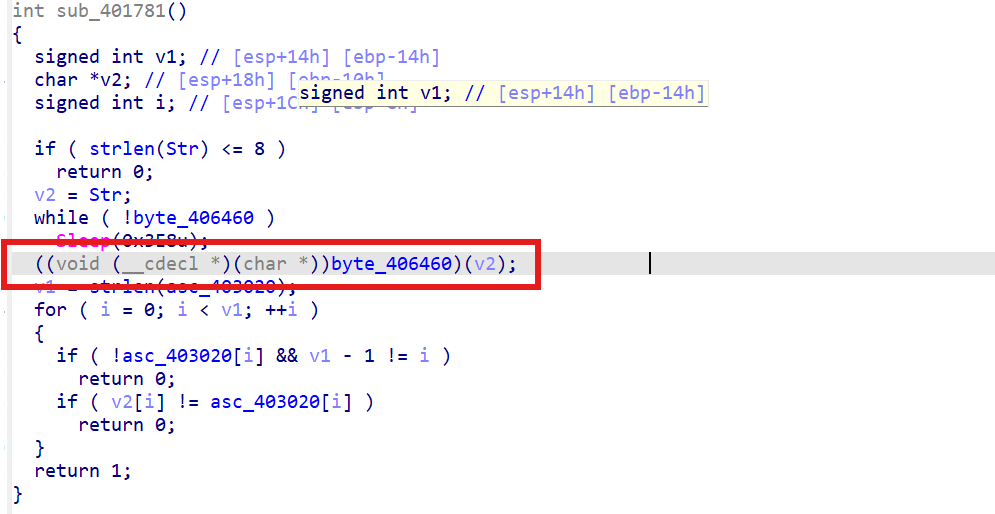 int sub_401781()
{
signed int v1; // [esp+14h] [ebp-14h]
char *v2; // [esp+18h] [ebp-10h]
signed int v1; // [esp+14h] [ebp-14h]
signed int i; // [esp+1C
if ( strlen(Str) <= 8 )
return 0;
v2 = Str;
while ( !byte_406460 )
Sleep(0x3E8u);
((void (__cdecl *)(char *))byte_406460)(v2);
v1 = strlen(asc_403020);
for ( i = 0; i < v1; ++i )
{
if ( !asc_403020[i] && v1 - 1 != i )
return 0;
if ( v2[i] != asc_403020[i] )
return 0;
}
return 1;
}